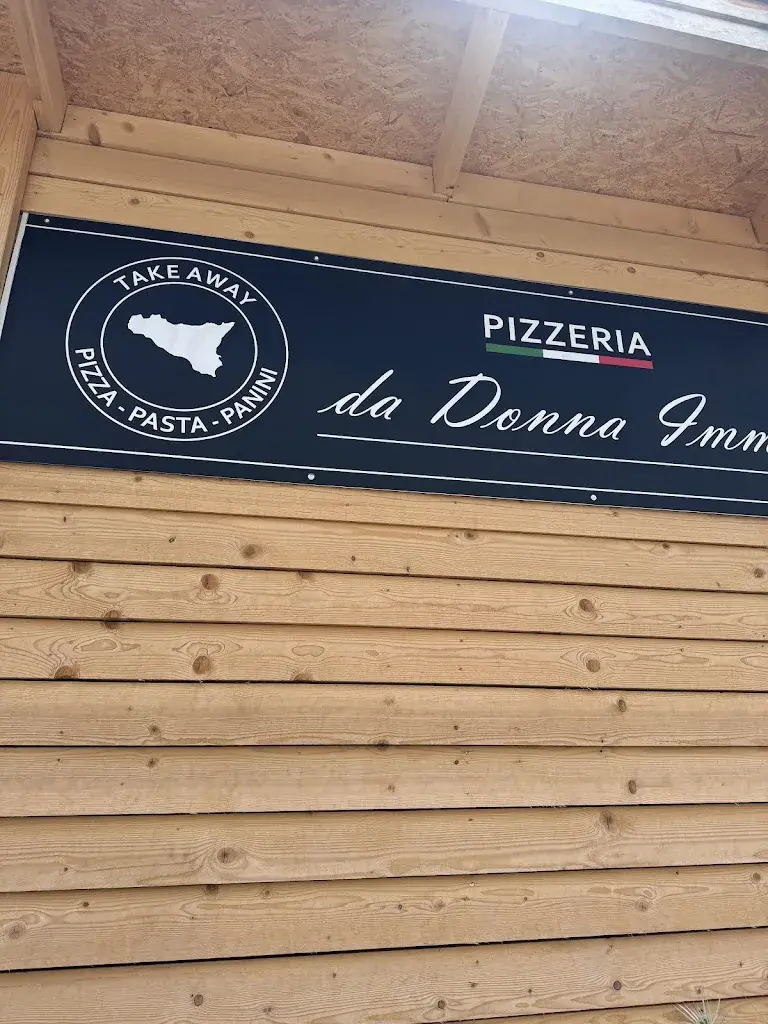 TAKE AWAY
PIZZA - PASTA - PANINI
PIZZERIA
da Donna Imm